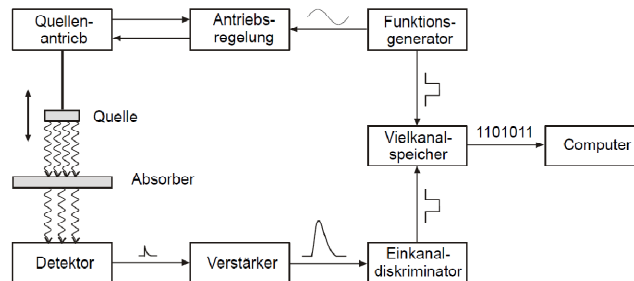 Quellen-
antrieb
Antriebs-
regelung
Funktions-
generator
Quelle
Vielkanal-
speicher
1101011
Computer
Absorber
Detektor
Verstärker
Einkanal-
diskriminator